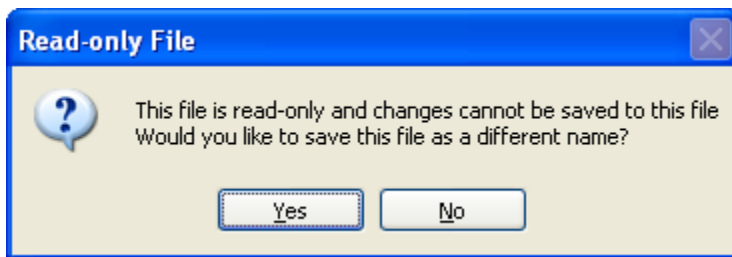 Read-only File
This file is read-only and changes cannot be saved to this file
Would you like to save this file as a different name?
Yes
No